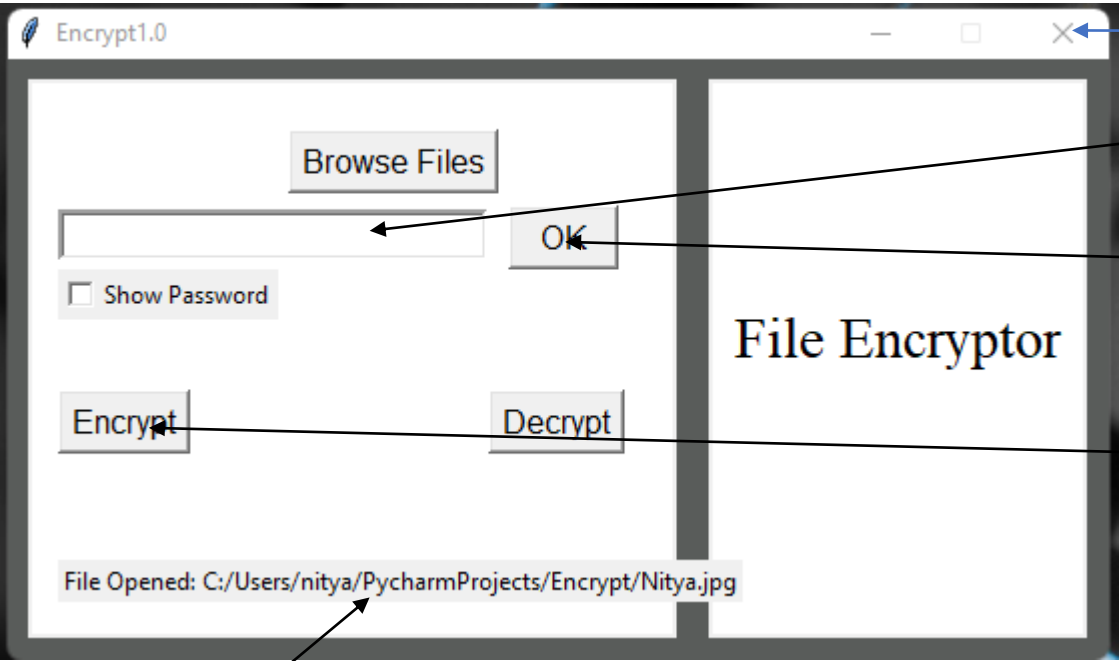 Encrypt1.0
Browse Files
OK
Show Password
File Encryptor
Encrypt
Decrypt
File Opened: C:/Users/nitya/PycharmProjects/Encrypt/Nitya.jpg